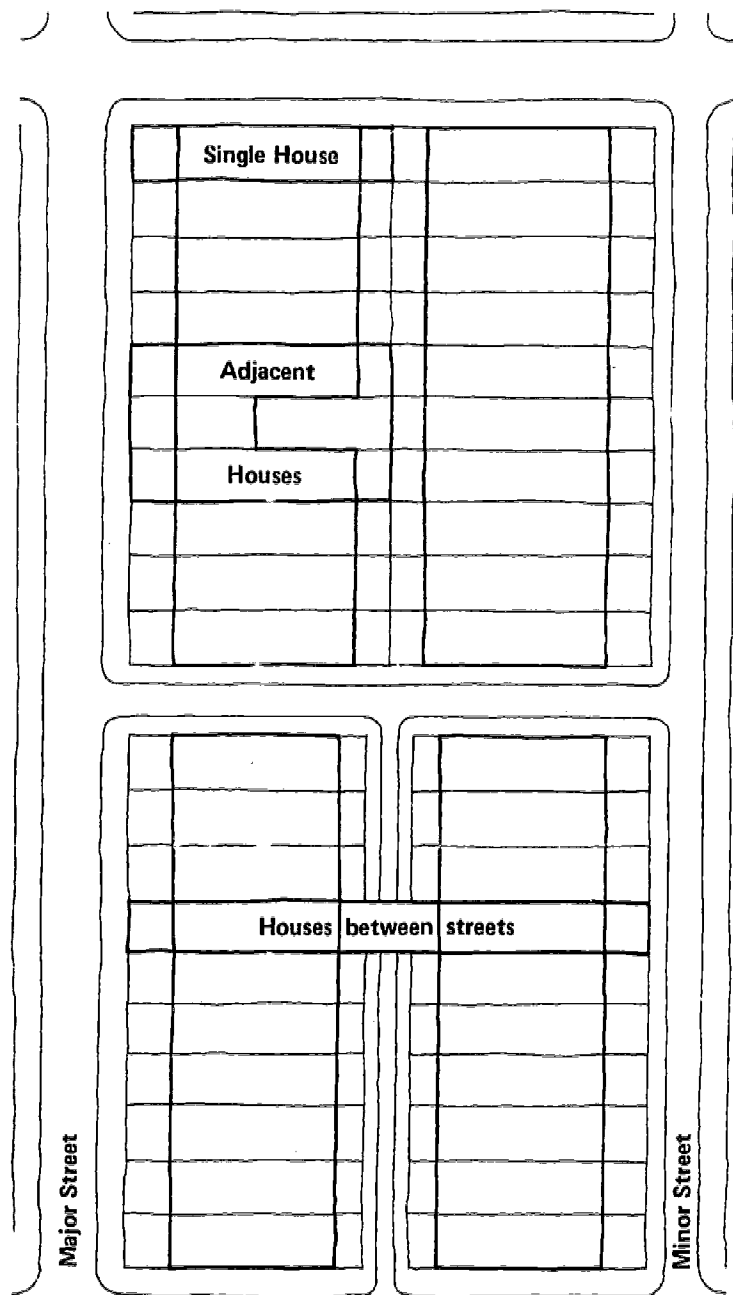 Single House
Adjacent
Houses
Houses between streets
Major Street
Minor Street